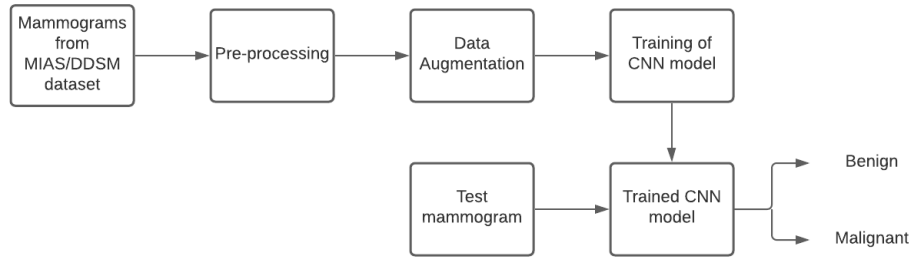 Mammograms
from
MIAS/DDSM
dataset
Pre-processing
Data
Augmentation
Training of
CNN model
Test
mammogram
Trained CNN
model
Benign
Malignant